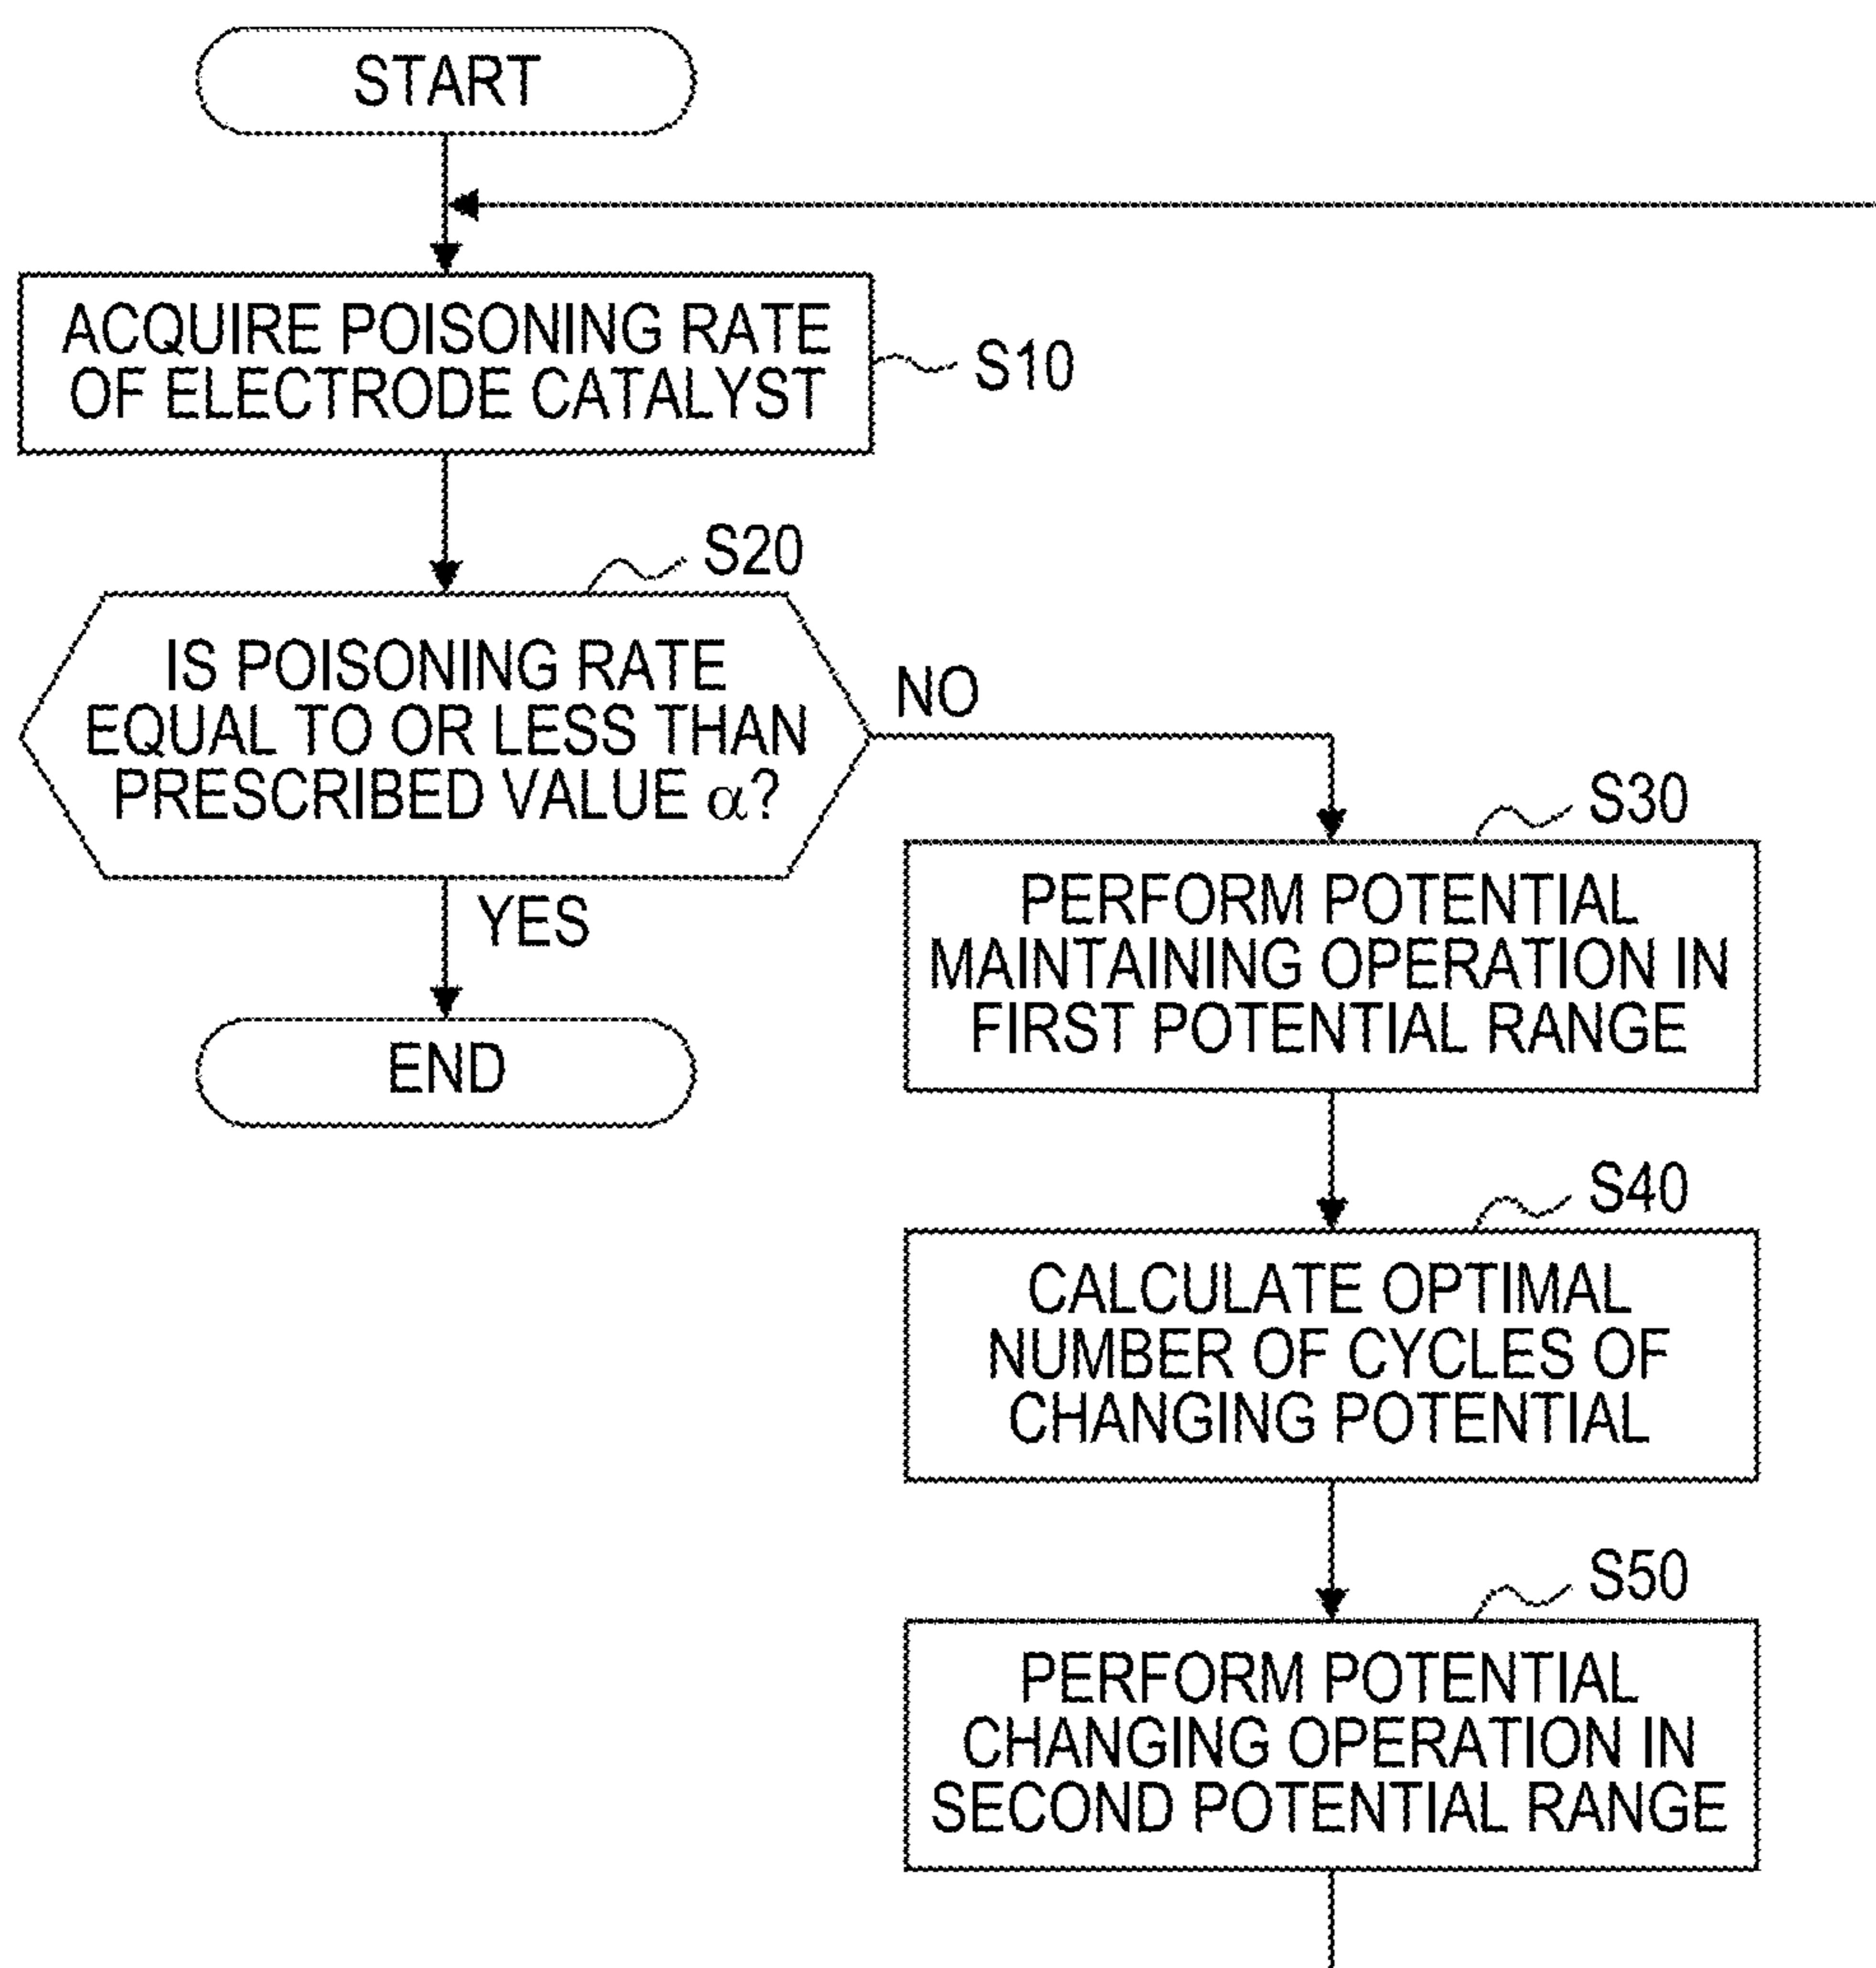 START
ACQUIRE POISONING RATE
OF ELECTRODE CATALYST
S10
S20
IS POISONING RATE
EQUAL TO OR LESS THAN
PRESCRIBED VALUE α?
NO
YES
END
S30
PERFORM POTENTIAL
MAINTAINING OPERATION IN
FIRST POTENTIAL RANGE
S40
CALCULATE OPTIMAL
NUMBER OF CYCLES OF
CHANGING POTENTIAL
S50
PERFORM POTENTIAL
CHANGING OPERATION IN
SECOND POTENTIAL RANGE